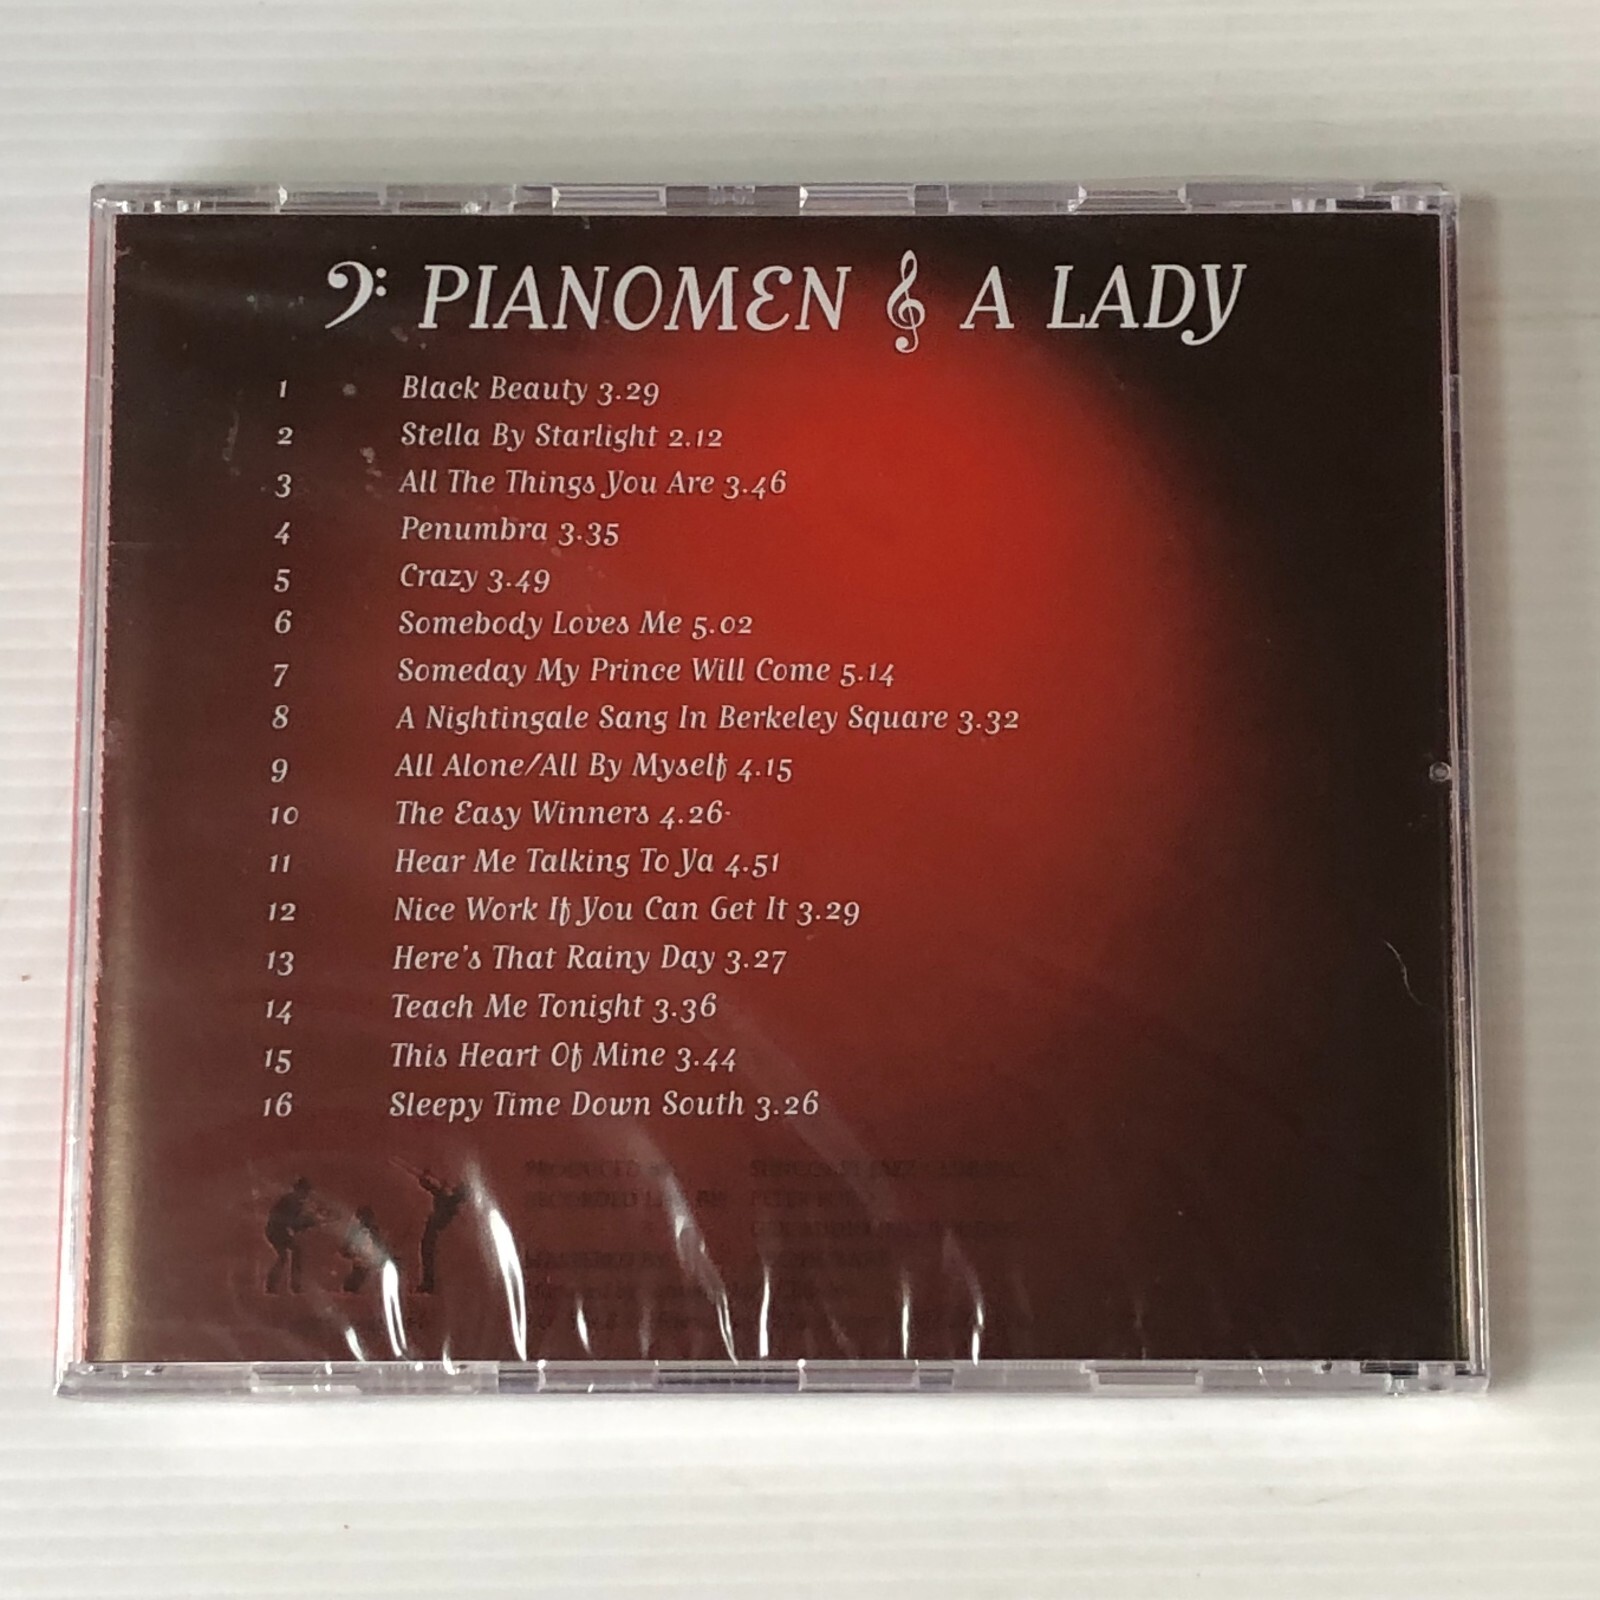 PIANOMEN & A LADY
1 Black Beauty 3.29
2 Stella By Starlight 2.12
3 All The Things You Are 3.46
4 Penumbra 3.35
5 Crazy 3.49
6 Somebody Loves Me 5.02
7 Someday My Prince Will Come 5.14
8 A Nightingale Sang In Berkeley Square 3.32
9 All Alone/All By Myself 4.15
10 The Easy Winners 4.26
11 Hear Me Talking To Ya 4.51
12 Nice Work If You Can Get It 3.29
13 Here's That Rainy Day 3.27
14 Teach Me Tonight 3.36
15 This Heart Of Mine 3.44
16 Sleepy Time Down South 3.26
PRODUCED BY
RECORDED